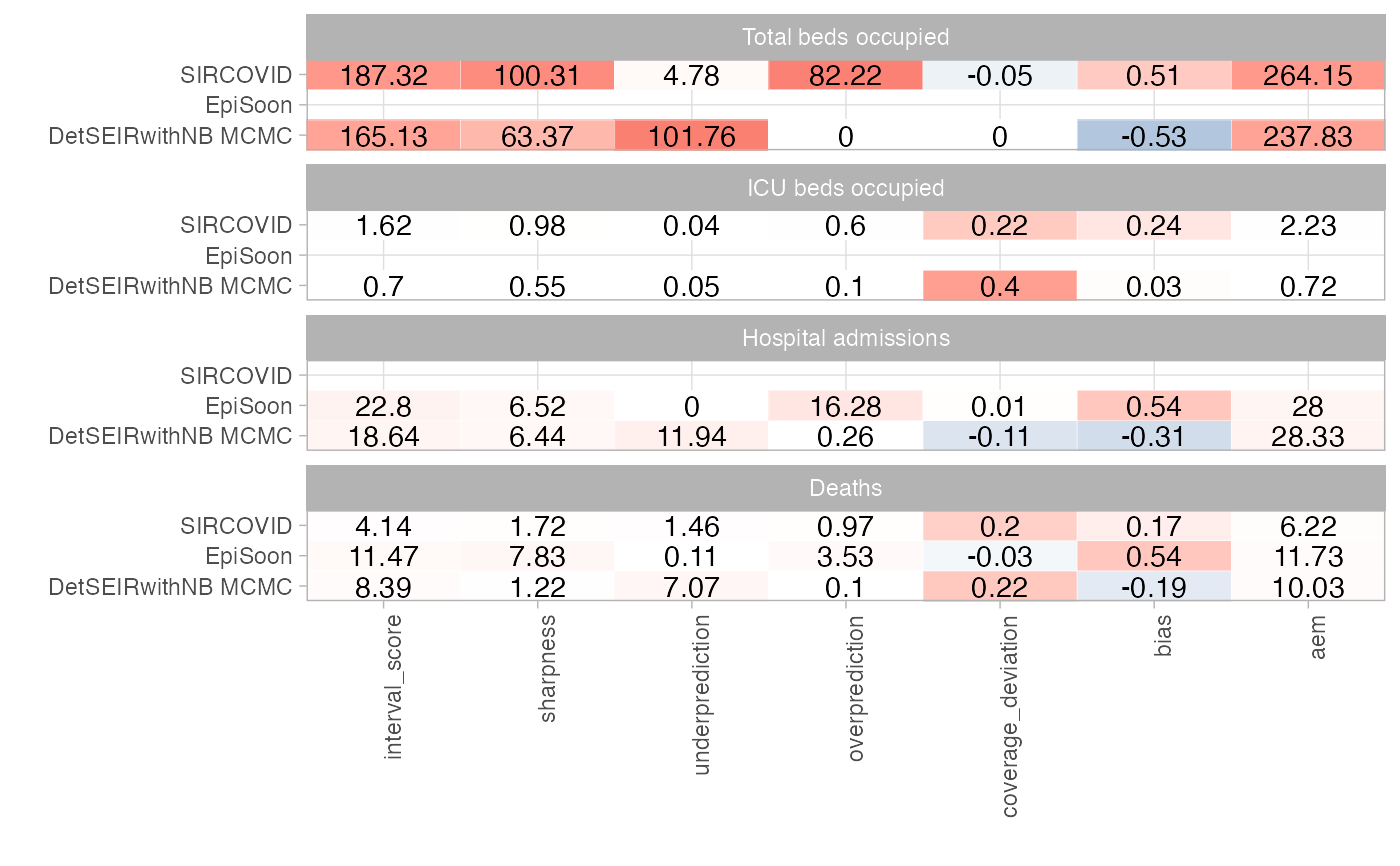 Total beds occupied
SIRCOVID 187.32 100.31 4.78 82.22 -0.05 0.51 264.15
EpiSoon
DetSEIRwithNB MCMC 165.13 63.37 101.76 0 0 -0.53 237.83
ICU beds occupied
SIRCOVID 1.62 0.98 0.04 0.6 0.22 0.24 2.23
EpiSoon
DetSEIRwithNB MCMC 0.7 0.55 0.05 0.1 0.4 0.03 0.72
Hospital admissions
SIRCOVID
EpiSoon 22.8 6.52 0 16.28 0.01 0.54 28
DetSEIRwithNB MCMC 18.64 6.44 11.94 0.26 -0.11 -0.31 28.33
Deaths
SIRCOVID 4.14 1.72 1.46 0.97 0.2 0.17 6.22
EpiSoon 11.47 7.83 0.11 3.53 -0.03 0.54 11.73
DetSEIRwithNB MCMC 8.39 1.22 7.07 0.1 0.22 -0.19 10.03
interval_score
sharpness
underprediction
overprediction
coverage_deviation
bias
aem